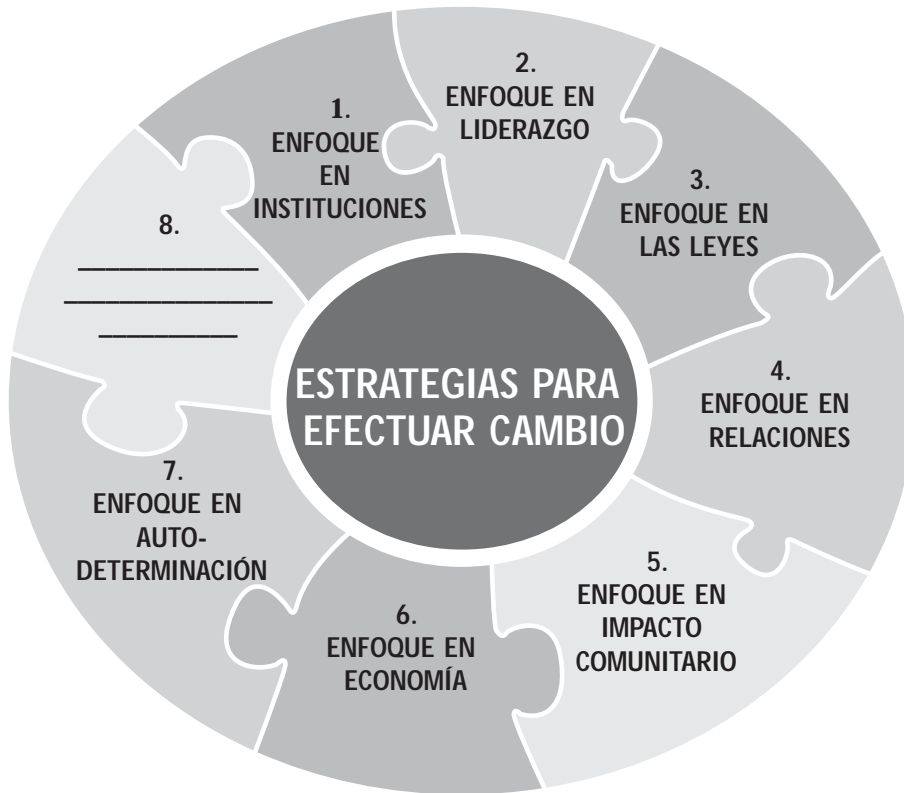 1.
ENFOQUE
EN
INSTITUCIONES
2.
ENFOQUE EN
LIDERAZGO
3.
ENFOQUE EN
LAS LEYES
4.
ENFOQUE EN
RELACIONES
5.
ENFOQUE EN
IMPACTO
COMUNITARIO
6.
ENFOQUE EN
ECONOMÍA
7.
ENFOQUE EN
AUTO-
DETERMINACIÓN
8.
ESTRATEGIAS PARA
EFECTUAR CAMBIO